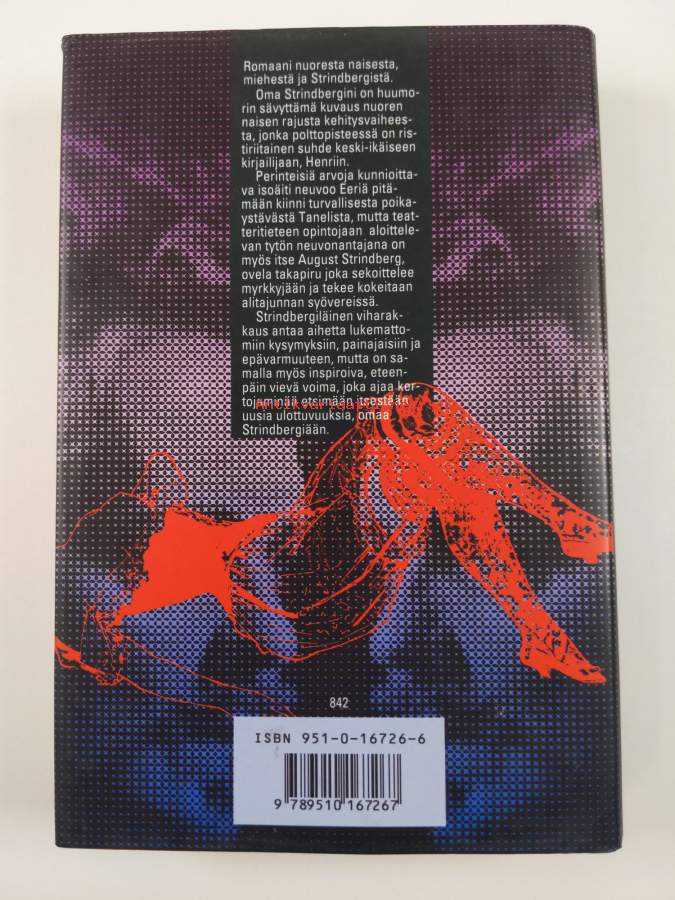 Romaani nuoresta naisesta,
miehestä ja Strindbergistä.
Oma Strindbergini on huumo-
rin sävyttämä kuvaus nuoren
naisen rajusta kehitysvaihees-
ta, jonka polttopisteessä on ris-
tiriitainen suhde keski-ikäiseen
kirjailijaan, Henriin.
Perinteisiä arvoja kunnioitta-
va isoäiti neuvoo Eeriä pitä-
mään kiinni turvallisesta poika-
ystävästä Tanelista, mutta teat-
teritieteen opintojaan aloittele-
van tytön neuvonantajana on
myös itse August Strindberg,
ovela takapiru joka sekoittelee
myrkkyjään ja tekee kokeitaan
alitajunnan syövereissä.
Strindbergiläinen viharak-
kaus antaa aihetta lukematto-
miin kysymyksiin, painajaisiin ja
epävarmuuteen, mutta on sa-
malla myös inspiroiva, eteen-
päin vievä voima, joka ajaa ker-
tojaminää etsimään itsestään
uusia ulottuvuuksia, omaa
Strindbergiään.
842
ISBN 951-0-16726-6
9 789510 167267